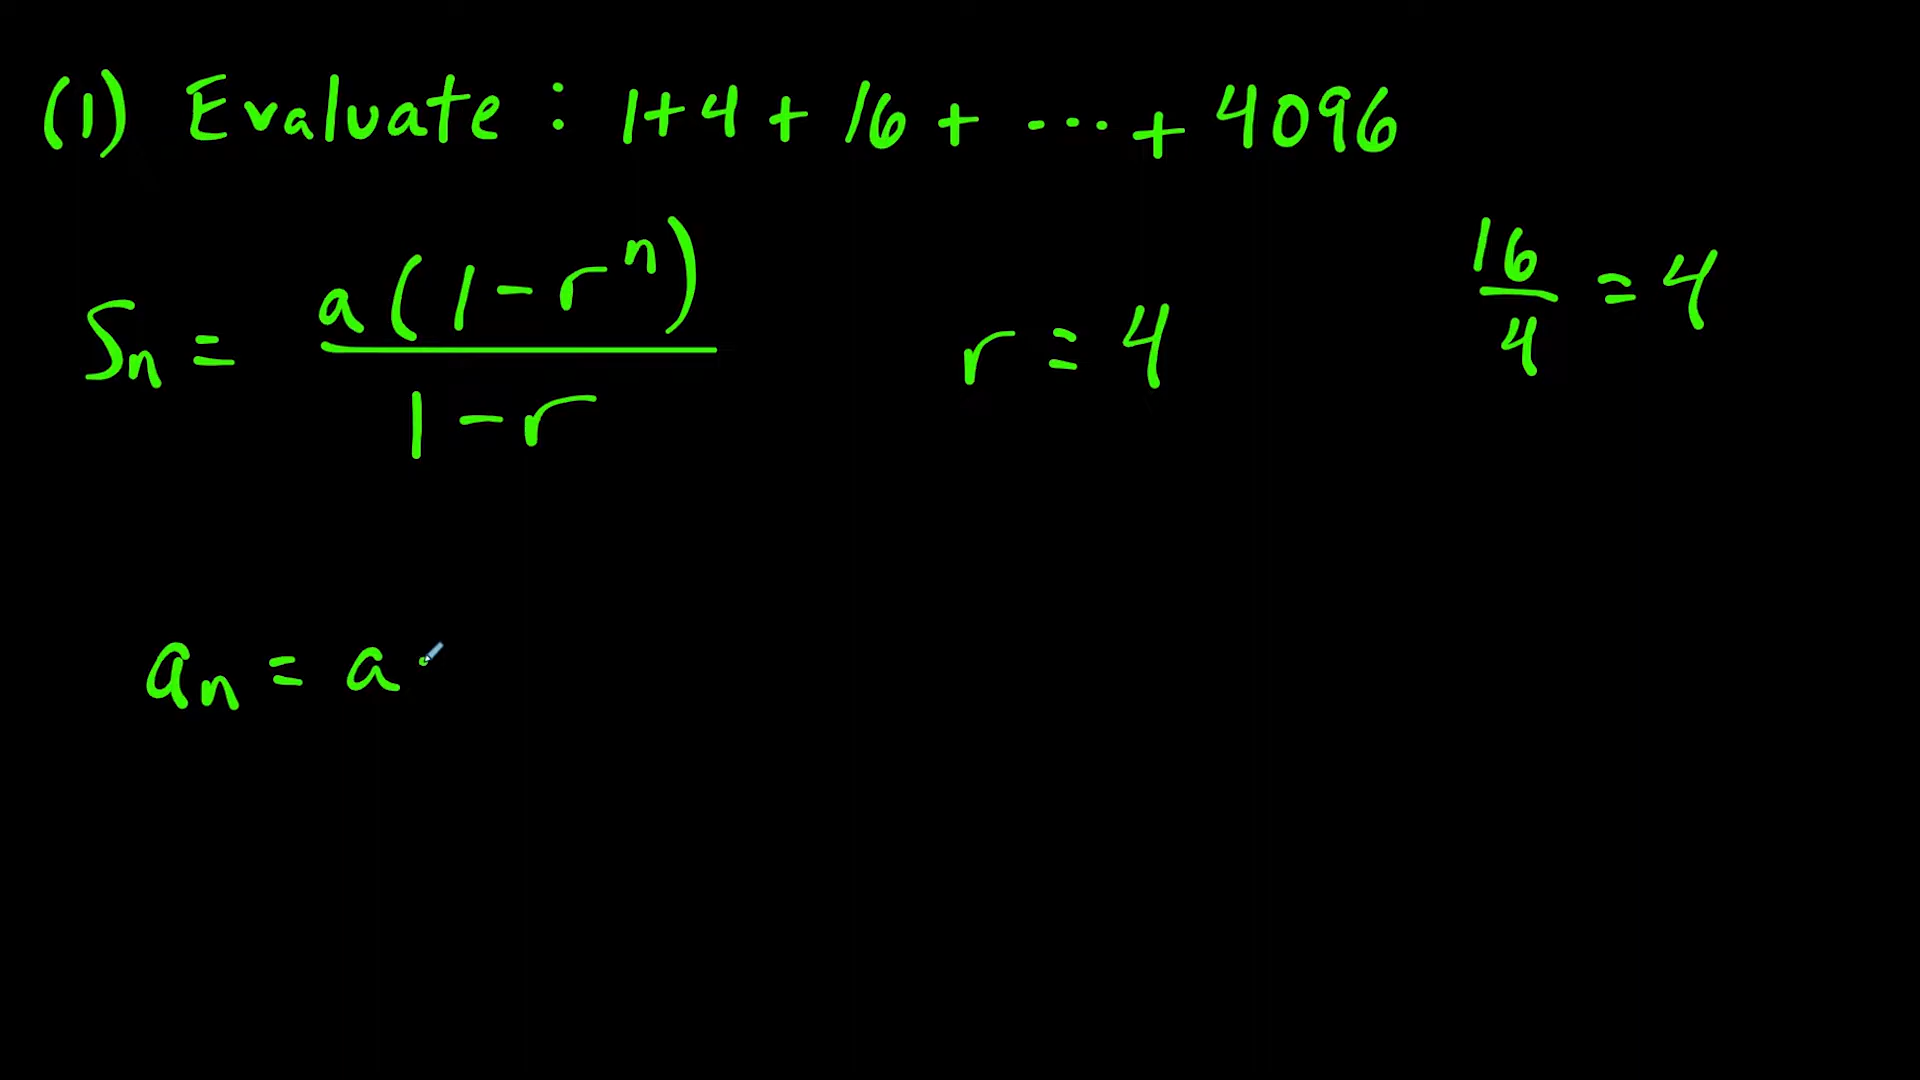 (1) Evaluate : 1+4+16+ ... + 4096
Sn = a(1-r^n) / 1-r
r = 4
16/4 = 4
an = a ·